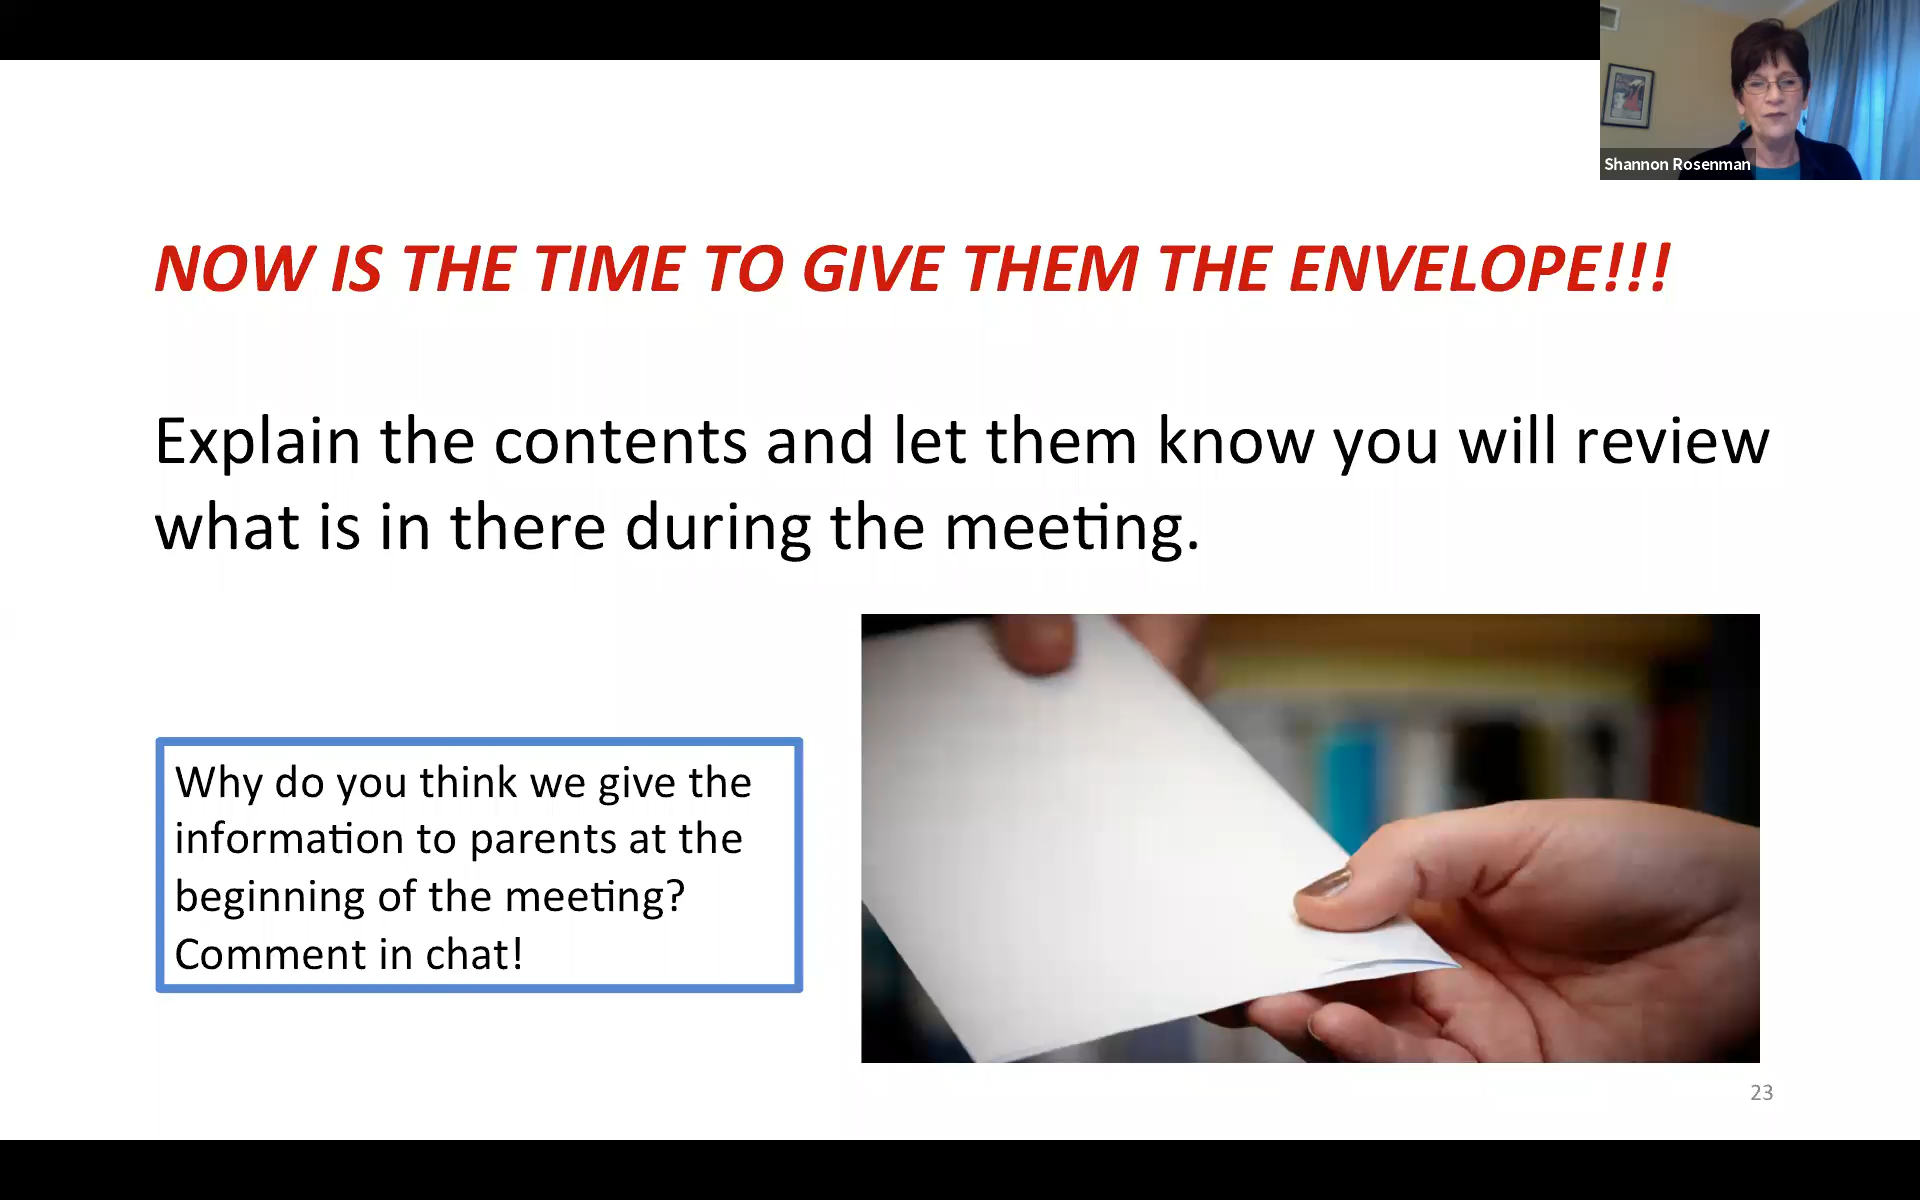 Shannon Rosenman
NOW IS THE TIME TO GIVE THEM THE ENVELOPE!!!
Explain the contents and let them know you will review
what is in there during the meeting.
Why do you think we give the
information to parents at the
beginning of the meeting?
Comment in chat!
23